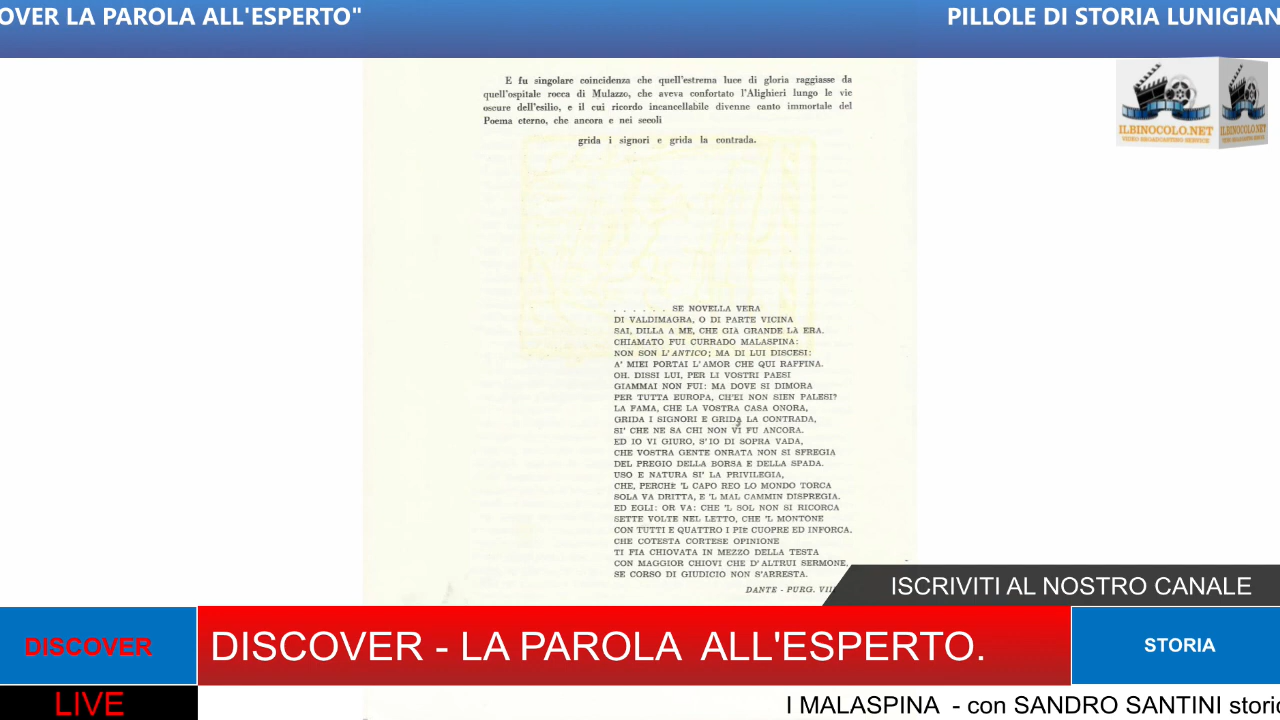 OVER LA PAROLA ALL'ESPERTO"
PILLOLE DI STORIA LUNIGIAN
ILBINOCOLO.NET
VIDEO BROADCASTING SERVICE
ILBINOCOLO.NET
E fu singolare coincidenza che quell'estrema luce di gloria raggiasse da
quell'ospitale rocca di Mulazzo, che aveva confortato l'Alighieri lungo le vie
oscure dell'esilio, e il cui ricordo incancellabile divenne canto immortale del
Poema eterno, che ancora e nei secoli
grida i signori e grida la contrada.
. . . . . . SE NOVELLA VERA
DI VALDIMAGRA, O DI PARTE VICINA
SAI, DILLA A ME, CHE GIÀ GRANDE LÀ ERA.
CHIAMATO FUI CURRADO MALASPINA:
NON SON L'ANTICO; MA DI LUI DISCESI:
A' MIEI PORTAI L'AMOR CHE QUI RAFFINA.
OH, DISSI LUI, PER LI VOSTRI PAESI
GIAMMAI NON FUI: MA DOVE SI DIMORA
PER TUTTA EUROPA, CH'EI NON SIEN PALESI?
LA FAMA, CHE LA VOSTRA CASA ONORA,
GRIDA I SIGNORI E GRIDA LA CONTRADA,
SI' CHE NE SA CHI NON VI FU ANCORA.
ED IO VI GIURO, S'IO DI SOPRA VADA,
CHE VOSTRA GENTE ONRATA NON SI SFREGIA
DEL PREGIO DELLA BORSA E DELLA SPADA.
USO E NATURA SI' LA PRIVILEGIA,
CHE, PERCHÈ 'L CAPO REO LO MONDO TORCA
SOLA VA DRITTA, E 'L MAL CAMMIN DISPREGIA.
ED EGLI: OR VA: CHE 'L SOL NON SI RICORCA
SETTE VOLTE NEL LETTO, CHE 'L MONTONE
CON TUTTI E QUATTRO I PIÈ CUOPRE ED INFORCA.
CHE COTESTA CORTESE OPINIONE
TI FIA CHIOVATA IN MEZZO DELLA TESTA
CON MAGGIOR CHIOVI CHE D'ALTRUI SERMONE,
SE CORSO DI GIUDICIO NON S'ARRESTA.
DANTE - PURG. VIII
ISCRIVITI AL NOSTRO CANALE
DISCOVER
DISCOVER - LA PAROLA ALL'ESPERTO.
STORIA
LIVE
I MALASPINA - con SANDRO SANTINI storic